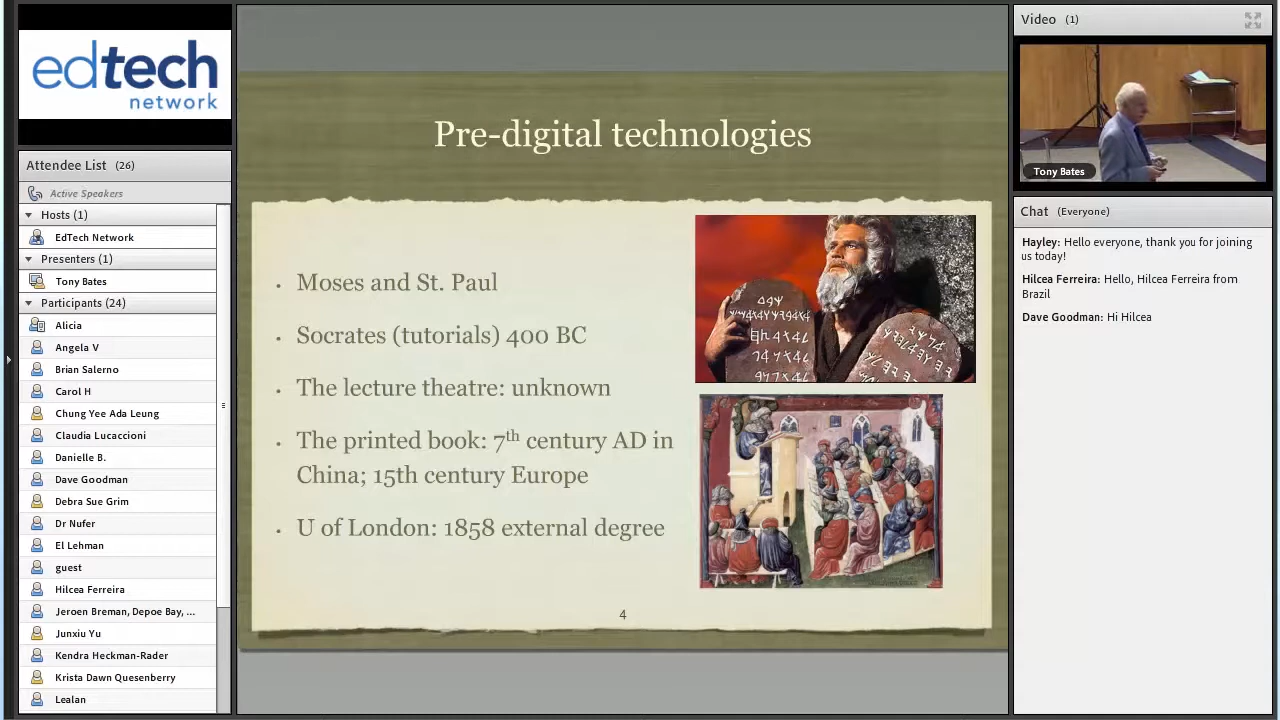 edtech
network
Attendee List (26)
Active Speakers
Hosts (1)
EdTech Network
Presenters (1)
Tony Bates
Participants (24)
Alicia
Angela V
Brian Salerno
Carol H
Chung Yee Ada Leung
Claudia Lucaccioni
Danielle B.
Dave Goodman
Debra Sue Grim
Dr Nufer
El Lehman
guest
Hilcea Ferreira
Jeroen Breman, Depoe Bay, ...
Junxiu Yu
Kendra Heckman-Rader
Krista Dawn Quesenberry
Lealan
Pre-digital technologies
Moses and St. Paul
Socrates (tutorials) 400 BC
The lecture theatre: unknown
The printed book: 7th century AD in
China; 15th century Europe
U of London: 1858 external degree
4
Video (1)
Tony Bates
Chat (Everyone)
Hayley: Hello everyone, thank you for joining
us today!
Hilcea Ferreira: Hello, Hilcea Ferreira from
Brazil
Dave Goodman: Hi Hilcea